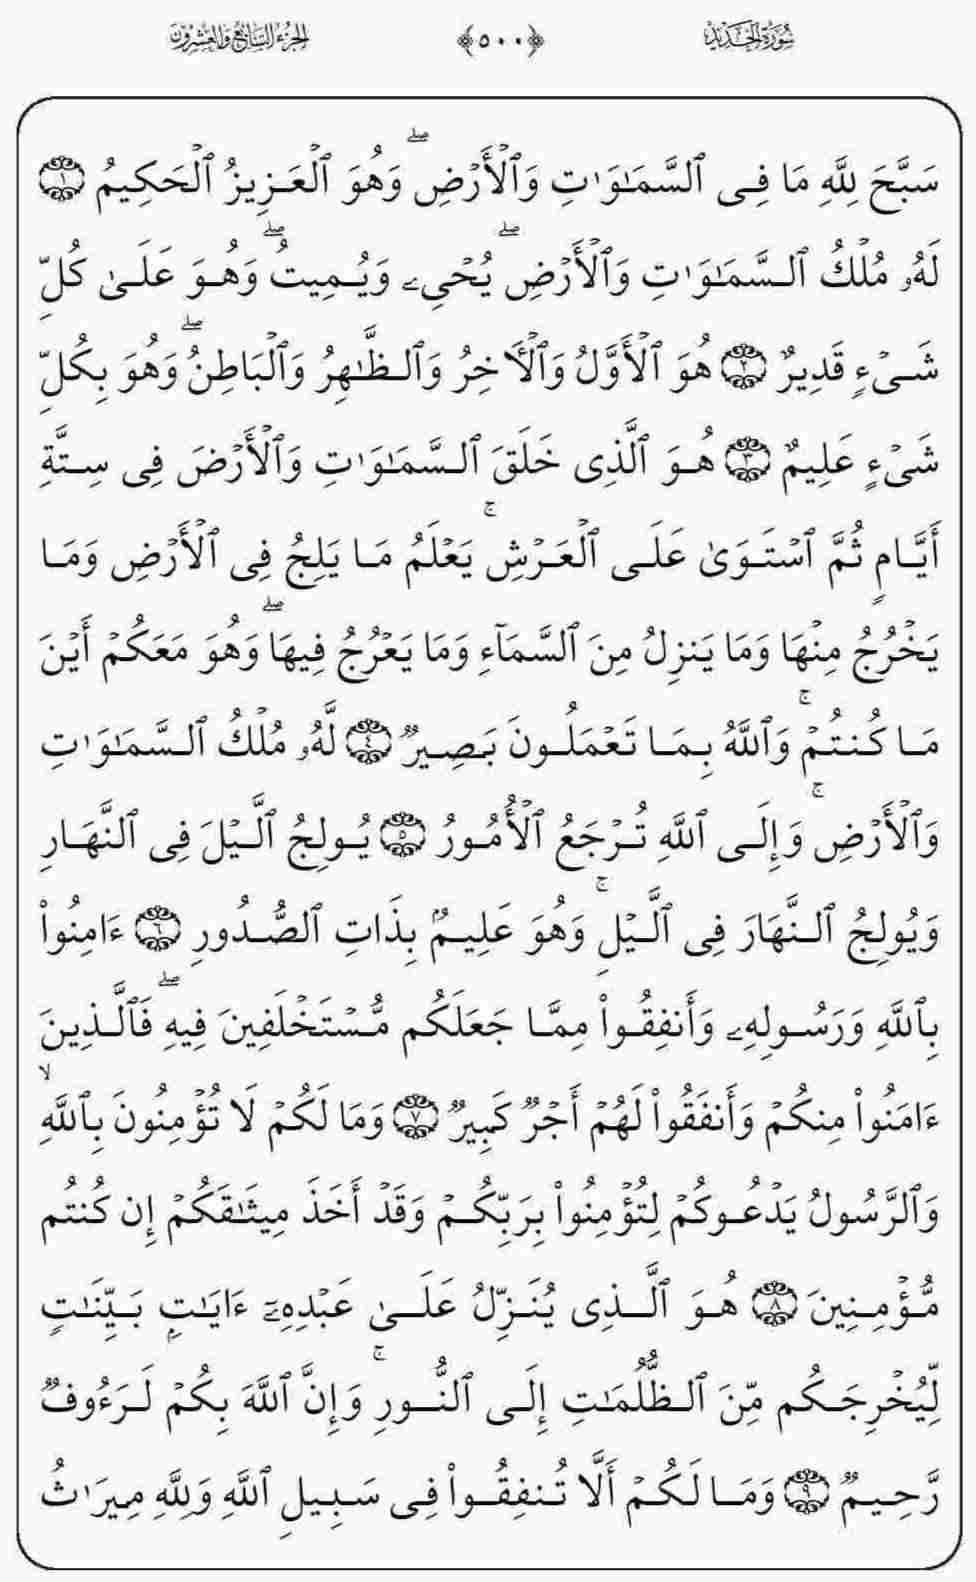 سُورَةُ الحَدِيدِ ﴿٥٠٠﴾ الجُزءُ السَّابِعُ وَالعِشرُونَ
سَبَّحَ لِلَّهِ مَا فِى ٱلسَّمَٰوَٰتِ وَٱلْأَرْضِۖ وَهُوَ ٱلْعَزِيزُ ٱلْحَكِيمُ ١
لَهُۥ مُلْكُ ٱلسَّمَٰوَٰتِ وَٱلْأَرْضِۖ يُحْىِۦ وَيُمِيتُۖ وَهُوَ عَلَىٰ كُلِّ
شَىْءٍ قَدِيرٌ ٢ هُوَ ٱلْأَوَّلُ وَٱلْـَٔاخِرُ وَٱلظَّٰهِرُ وَٱلْبَاطِنُۖ وَهُوَ بِكُلِّ
شَىْءٍ عَلِيمٌ ٣ هُوَ ٱلَّذِى خَلَقَ ٱلسَّمَٰوَٰتِ وَٱلْأَرْضَ فِى سِتَّةِ
أَيَّامٍ ثُمَّ ٱسْتَوَىٰ عَلَى ٱلْعَرْشِۚ يَعْلَمُ مَا يَلِجُ فِى ٱلْأَرْضِ وَمَا
يَخْرُجُ مِنْهَا وَمَا يَنزِلُ مِنَ ٱلسَّمَآءِ وَمَا يَعْرُجُ فِيهَاۖ وَهُوَ مَعَكُمْ أَيْنَ
مَا كُنتُمْۚ وَٱللَّهُ بِمَا تَعْمَلُونَ بَصِيرٌ ٤ لَّهُۥ مُلْكُ ٱلسَّمَٰوَٰتِ
وَٱلْأَرْضِۚ وَإِلَى ٱللَّهِ تُرْجَعُ ٱلْأُمُورُ ٥ يُولِجُ ٱلَّيْلَ فِى ٱلنَّهَارِ
وَيُولِجُ ٱلنَّهَارَ فِى ٱلَّيْلِۚ وَهُوَ عَلِيمٌۢ بِذَاتِ ٱلصُّدُورِ ٦ ءَامِنُوا۟
بِٱللَّهِ وَرَسُولِهِۦ وَأَنفِقُوا۟ مِمَّا جَعَلَكُم مُّسْتَخْلَفِينَ فِيهِۖ فَٱلَّذِينَ
ءَامَنُوا۟ مِنكُمْ وَأَنفَقُوا۟ لَهُمْ أَجْرٌ كَبِيرٌ ٧ وَمَا لَكُمْ لَا تُؤْمِنُونَ بِٱللَّهِۙ
وَٱلرَّسُولُ يَدْعُوكُمْ لِتُؤْمِنُوا۟ بِرَبِّكُمْ وَقَدْ أَخَذَ مِيثَٰقَكُمْ إِن كُنتُم
مُّؤْمِنِينَ ٨ هُوَ ٱلَّذِى يُنَزِّلُ عَلَىٰ عَبْدِهِۦٓ ءَايَٰتٍۭ بَيِّنَٰتٍ
لِّيُخْرِجَكُم مِّنَ ٱلظُّلُمَٰتِ إِلَى ٱلنُّورِۚ وَإِنَّ ٱللَّهَ بِكُمْ لَرَءُوفٌ
رَّحِيمٌ ٩ وَمَا لَكُمْ أَلَّا تُنفِقُوا۟ فِى سَبِيلِ ٱللَّهِ وَلِلَّهِ مِيرَٰثُ